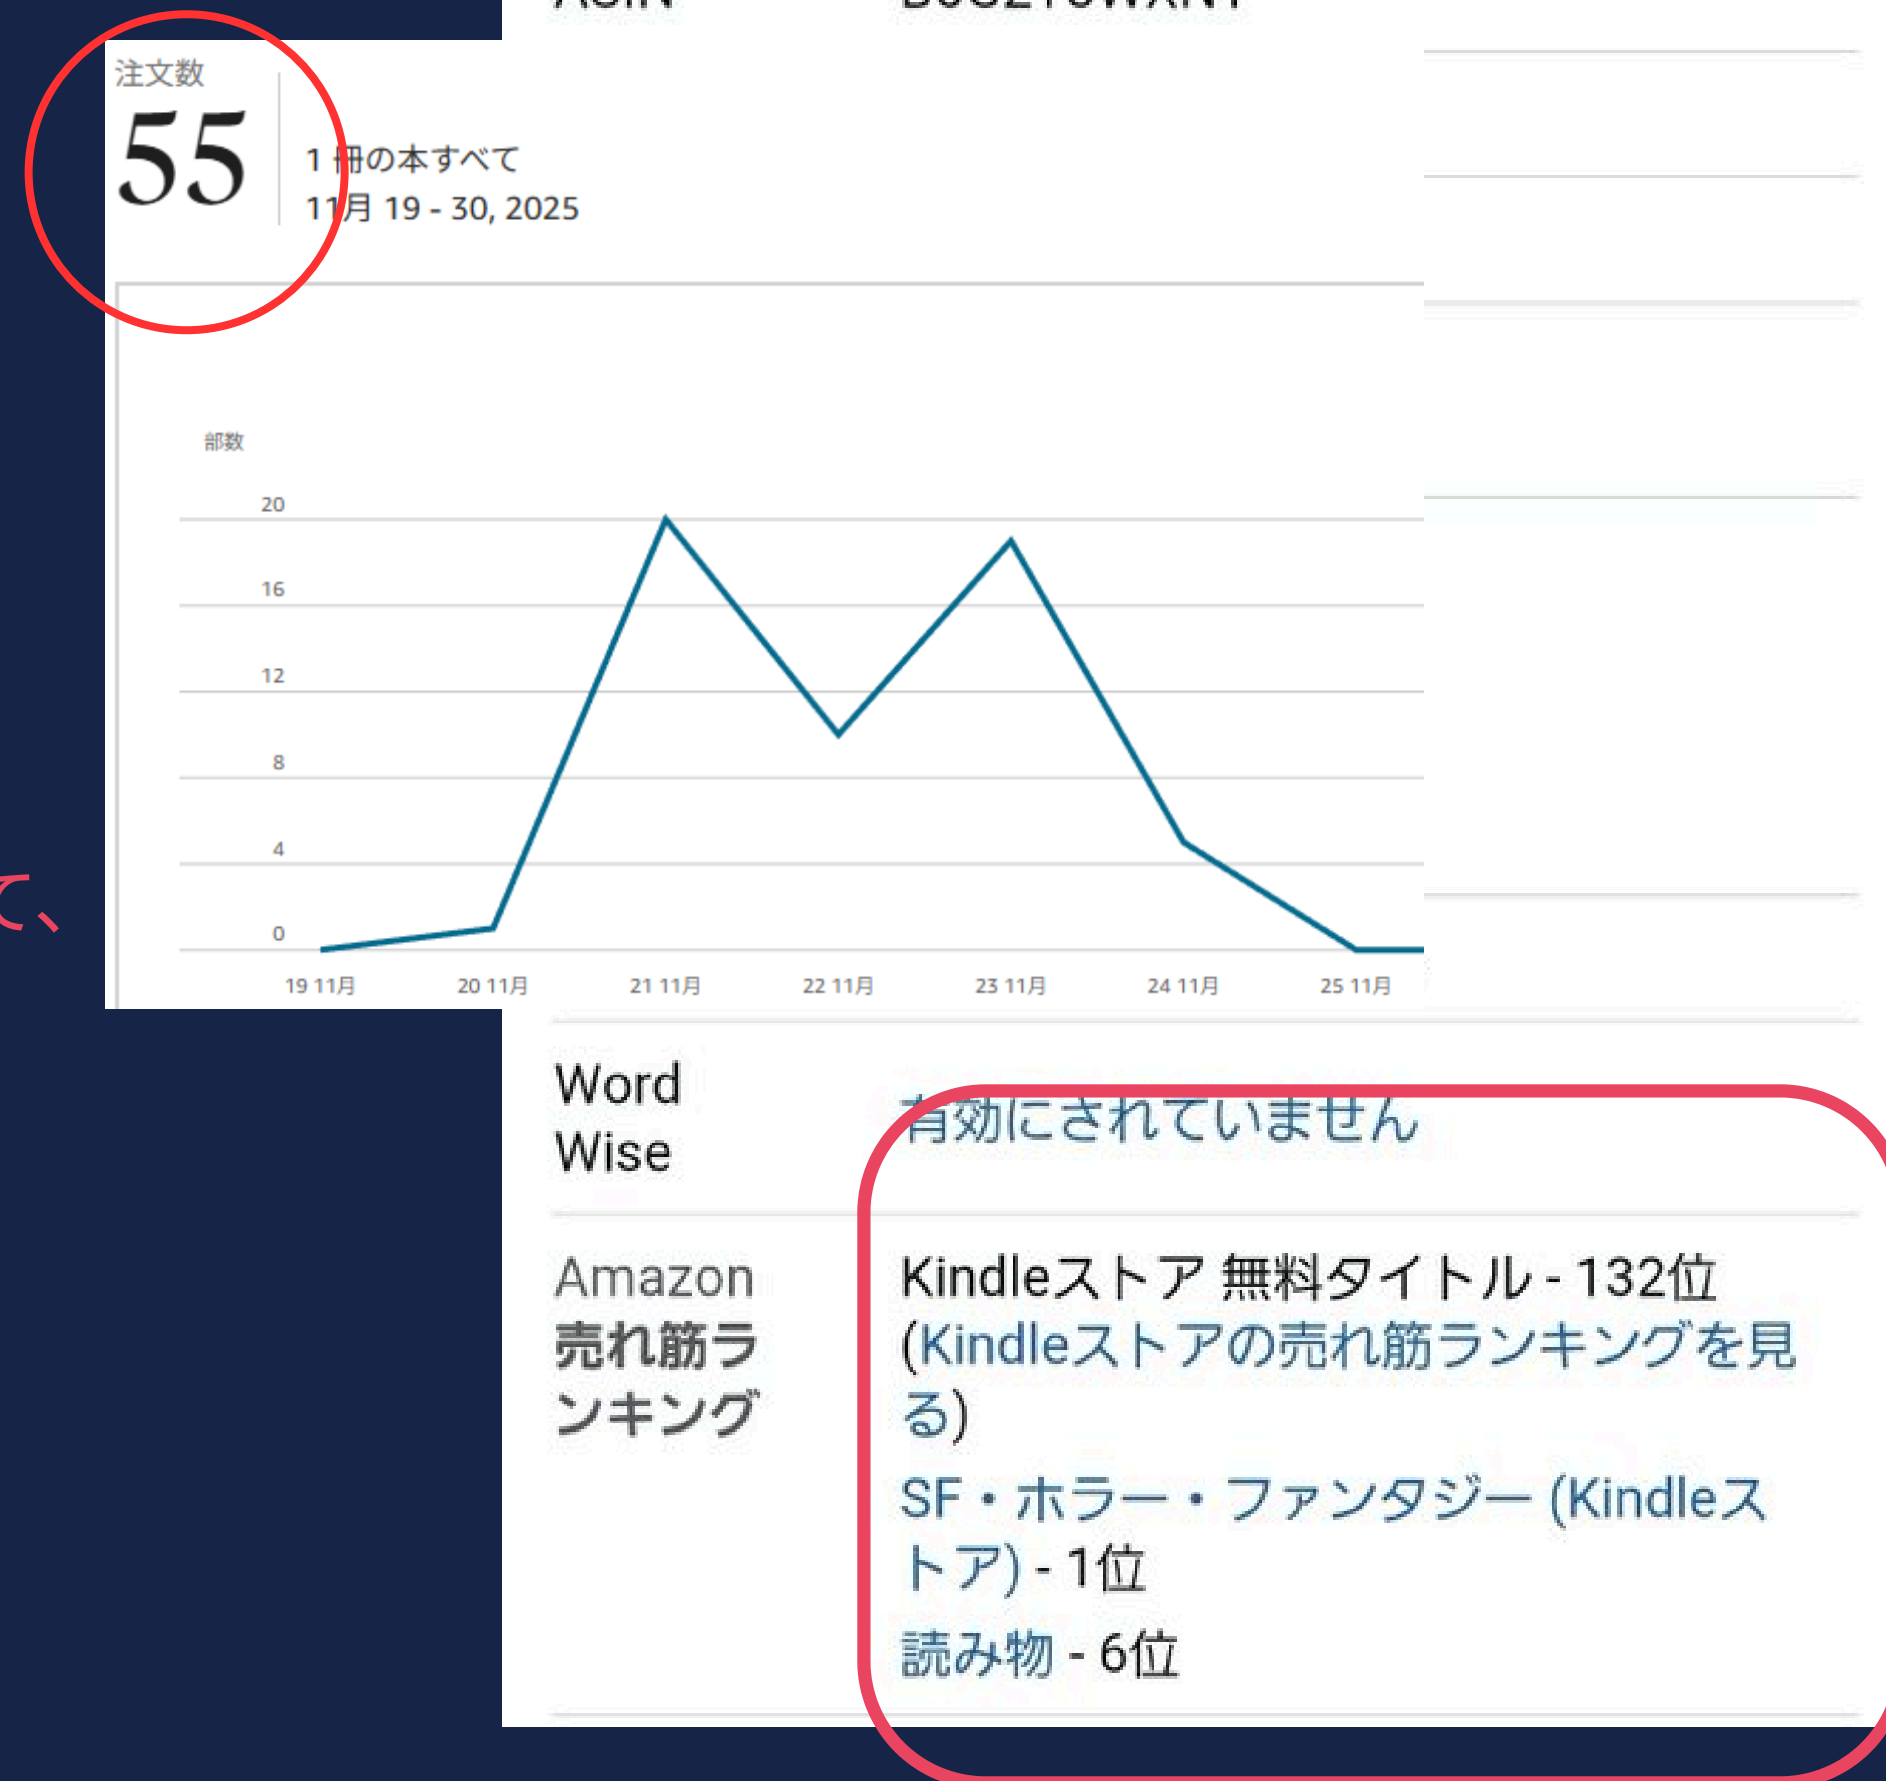 ASIN
注文数
55
1 冊の本すべて
11月 19 - 30, 2025
部数
20
16
12
8
4
0
19 11月
20 11月
21 11月
22 11月
23 11月
24 11月
25 11月
て、
Word
Wise
有効にされていません
Amazon
売れ筋ラ
ンキング
Kindleストア 無料タイトル - 132位
(Kindleストアの売れ筋ランキングを見
る)
SF・ホラー・ファンタジー (Kindleス
トア) - 1位
読み物 - 6位